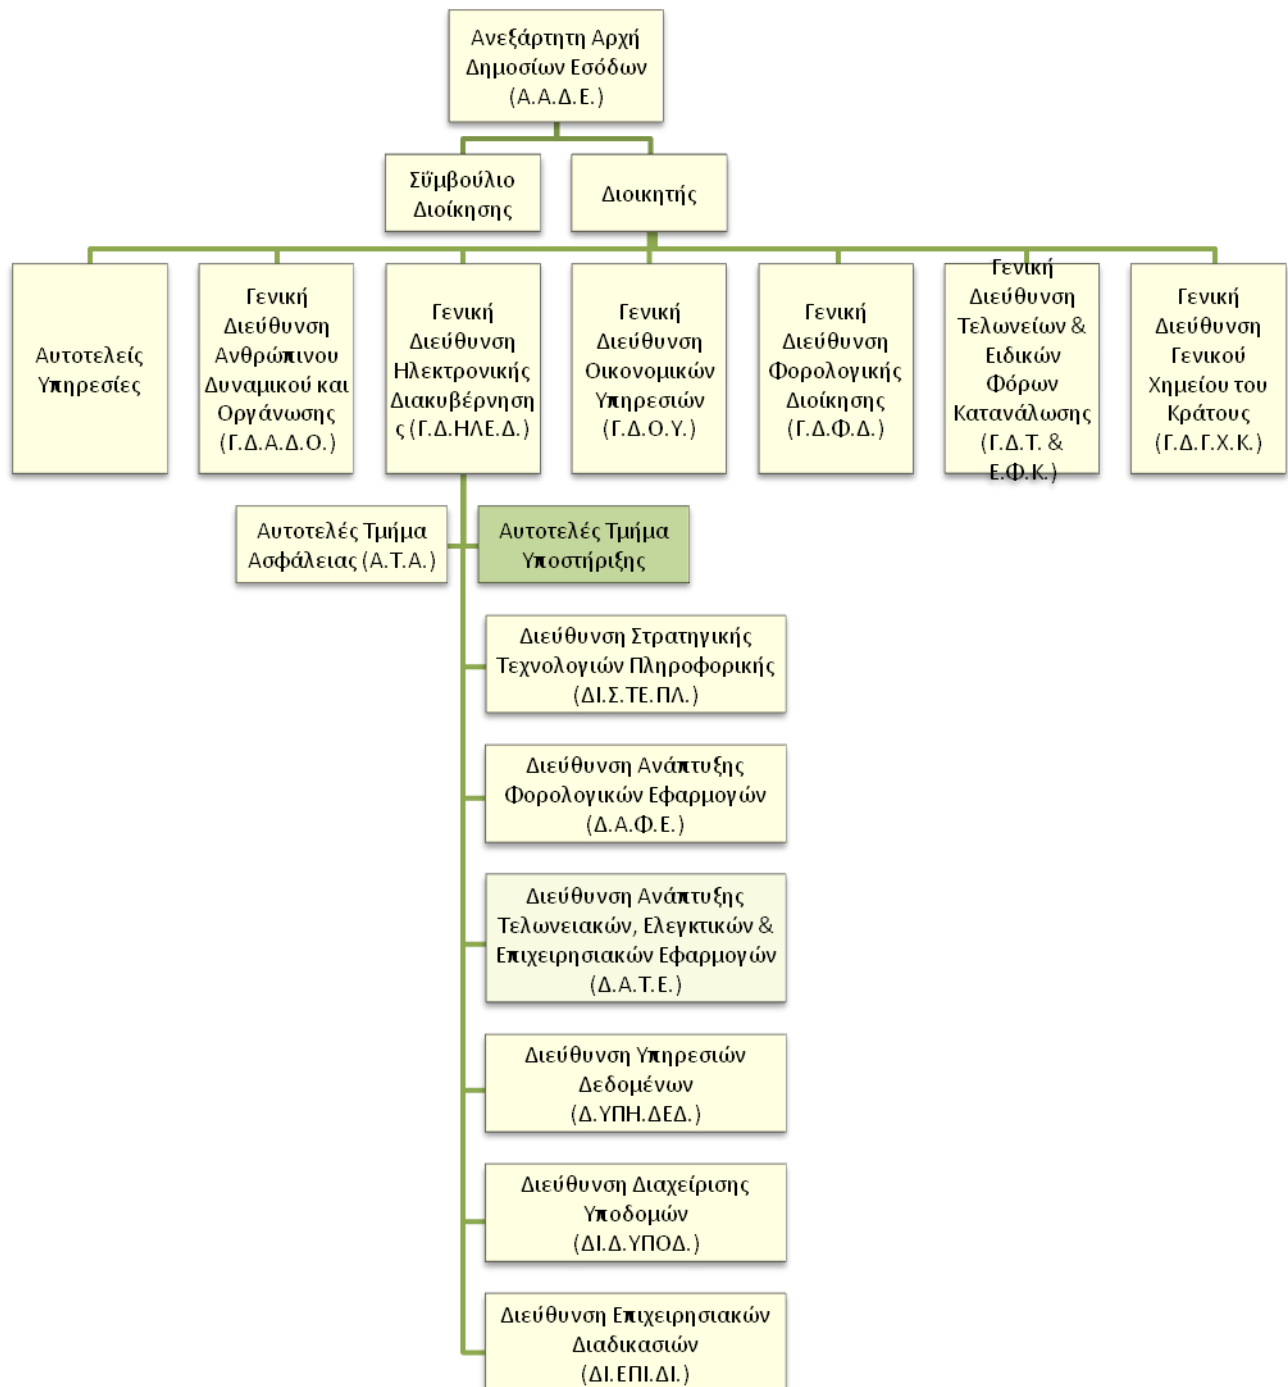 Ανεξάρτητη Αρχή
Δημοσίων Εσόδων
(Α.Α.Δ.Ε.)
Σΰμβούλιο
Διοίκησης
Διοικητής
Αυτοτελείς
Υπηρεσίες
Γενική
Διεύθυνση
Ανθρώπινου
Δυναμικού και
Οργάνωσης
(Γ.Δ.Α.Δ.Ο.)
Γενική
Διεύθυνση
Ηλεκτρονικής
Διακυβέρνηση
ς (Γ.Δ.ΗΛΕ.Δ.)
Γενική
Διεύθυνση
Οικονομικών
Υπηρεσιών
(Γ.Δ.Ο.Υ.)
Γενική
Διεύθυνση
Φορολογικής
Διοίκησης
(Γ.Δ.Φ.Δ.)
Γενική
Διεύθυνση
Τελωνείων &
Ειδικών
Φόρων
Κατανάλωσης
(Γ.Δ.Τ. &
Ε.Φ.Κ.)
Γενική
Διεύθυνση
Γενικού
Χημείου του
Κράτους
(Γ.Δ.Γ.Χ.Κ.)
Αυτοτελές Τμήμα
Ασφάλειας (Α.Τ.Α.)
Αυτοτελές Τμήμα
Υποστήριξης
Διεύθυνση Στρατηγικής
Τεχνολογιών Πληροφορικής
(ΔΙ.Σ.ΤΕ.ΠΛ.)
Διεύθυνση Ανάπτυξης
Φορολογικών Εφαρμογών
(Δ.Α.Φ.Ε.)
Διεύθυνση Ανάπτυξης
Τελωνειακών, Ελεγκτικών &
Επιχειρησιακών Εφαρμογών
(Δ.Α.Τ.Ε.)
Διεύθυνση Υπηρεσιών
Δεδομένων
(Δ.ΥΠΗ.ΔΕΔ.)
Διεύθυνση Διαχείρισης
Υποδομών
(ΔΙ.Δ.ΥΠΟΔ.)
Διεύθυνση Επιχειρησιακών
Διαδικασιών
(ΔΙ.ΕΠΙ.ΔΙ.)